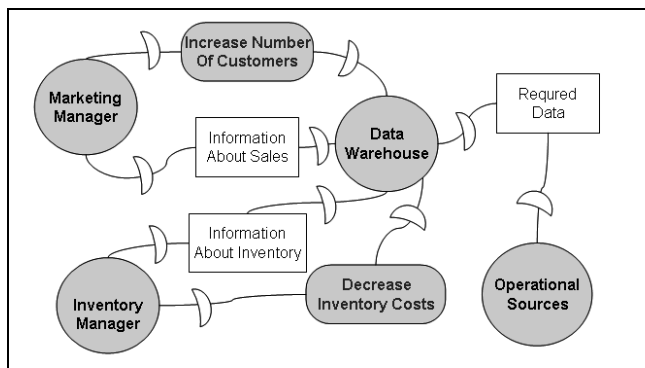 Increase Number
Of Customers
Marketing
Manager
Information
About Sales
Data
Warehouse
Requred
Data
Information
About Inventory
Inventory
Manager
Decrease
Inventory Costs
Operational
Sources